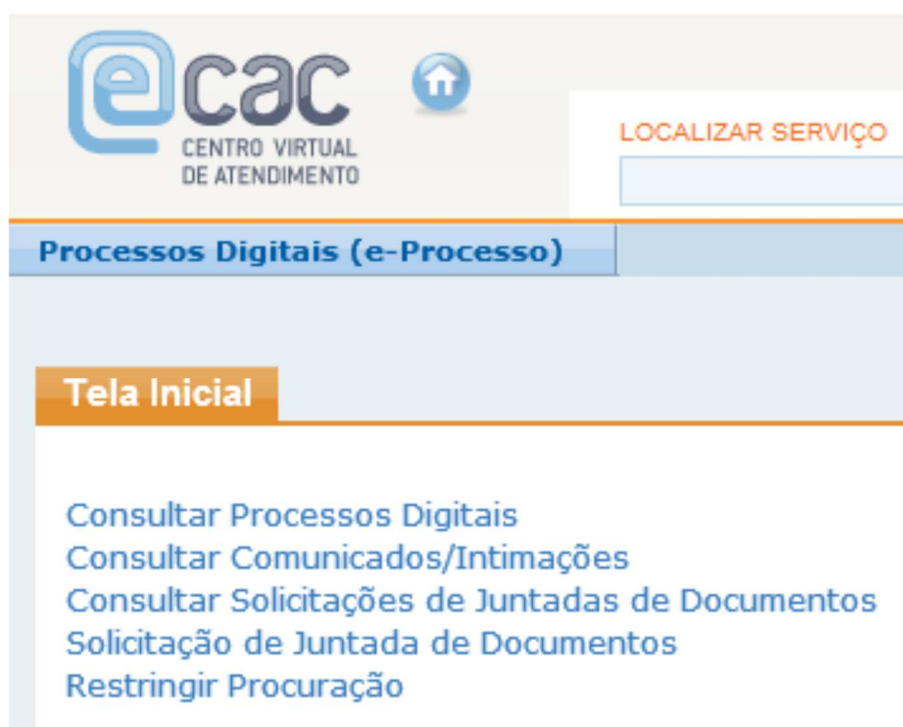 ecac
CENTRO VIRTUAL
DE ATENDIMENTO
LOCALIZAR SERVIÇO
Processos Digitais (e-Processo)
Tela Inicial
Consultar Processos Digitais
Consultar Comunicados/Intimações
Consultar Solicitações de Juntadas de Documentos
Solicitação de Juntada de Documentos
Restringir Procuração